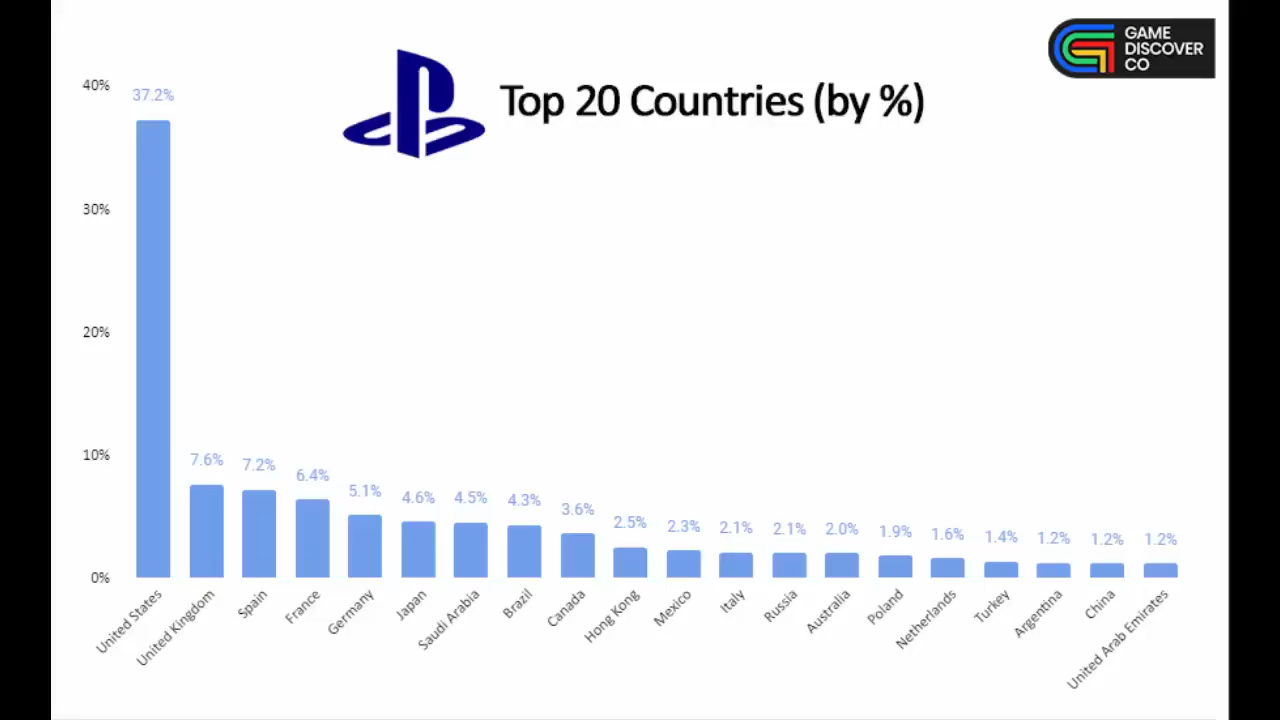 GAME
DISCOVER
CO
Top 20 Countries (by %)
40%
30%
20%
10%
0%
37.2%
7.6%
7.2%
6.4%
5.1%
4.6%
4.5%
4.3%
3.6%
2.5%
2.3%
2.1%
2.1%
2.0%
1.9%
1.6%
1.4%
1.2%
1.2%
1.2%
United States
United Kingdom
Spain
France
Germany
Japan
Saudi Arabia
Brazil
Canada
Hong Kong
Mexico
Italy
Russia
Australia
Poland
Netherlands
Turkey
Argentina
China
United Arab Emirates